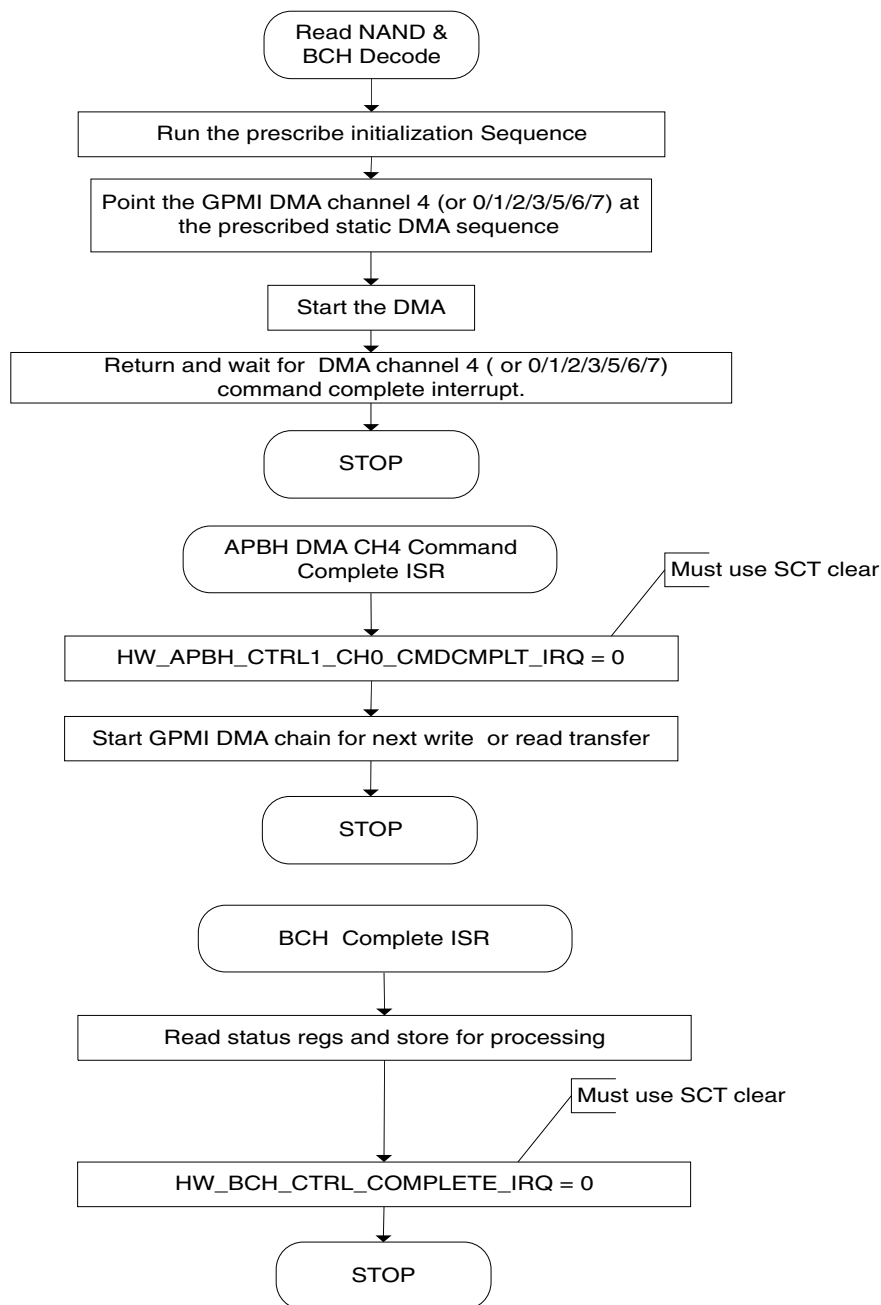 Read NAND &
BCH Decode
Run the prescribe initialization Sequence
Point the GPMI DMA channel 4 (or 0/1/2/3/5/6/7) at
the prescribed static DMA sequence
Start the DMA
Return and wait for DMA channel 4 ( or 0/1/2/3/5/6/7)
command complete interrupt.
STOP
APBH DMA CH4 Command
Complete ISR
Must use SCT clear
HW_APBH_CTRL1_CH0_CMDCMPLT_IRQ = 0
Start GPMI DMA chain for next write or read transfer
STOP
BCH Complete ISR
Read status regs and store for processing
Must use SCT clear
HW_BCH_CTRL_COMPLETE_IRQ = 0
STOP